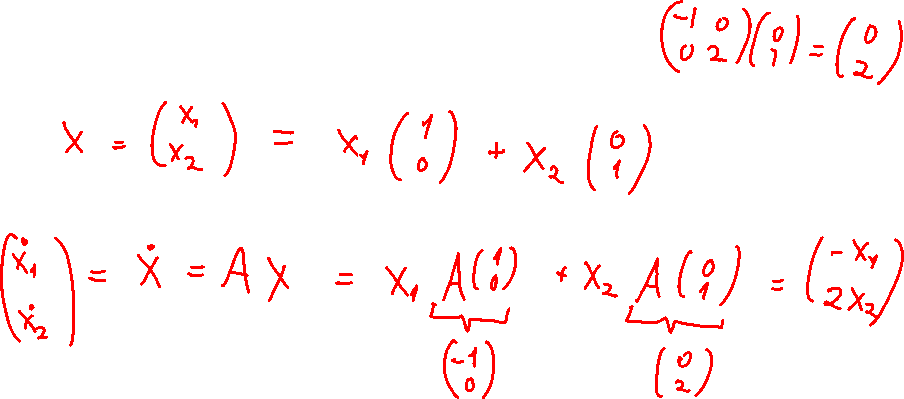 (-1 0; 0 2)(0; 1) = (0; 2)
x = (x₁; x₂) = x₁(1; 0) + x₂(0; 1)
(ẋ₁; ẋ₂) = ẋ = A x = x₁ A(1; 0) + x₂ A(0; 1) = (-x₁; 2x₂)
(-1; 0) (0; 2)